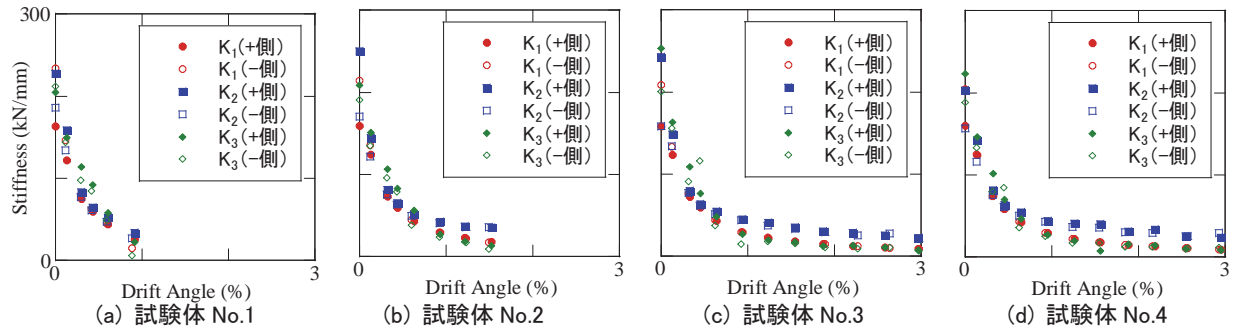 300
Stiffness (kN/mm)
0
K₁(+側)
K₁(−側)
K₂(+側)
K₂(−側)
K₃(+側)
K₃(−側)
0
3
Drift Angle (%)
(a) 試験体 No.1
K₁(+側)
K₁(−側)
K₂(+側)
K₂(−側)
K₃(+側)
K₃(−側)
0
3
Drift Angle (%)
(b) 試験体 No.2
K₁(+側)
K₁(−側)
K₂(+側)
K₂(−側)
K₃(+側)
K₃(−側)
0
3
Drift Angle (%)
(c) 試験体 No.3
K₁(+側)
K₁(−側)
K₂(+側)
K₂(−側)
K₃(+側)
K₃(−側)
0
3
Drift Angle (%)
(d) 試験体 No.4